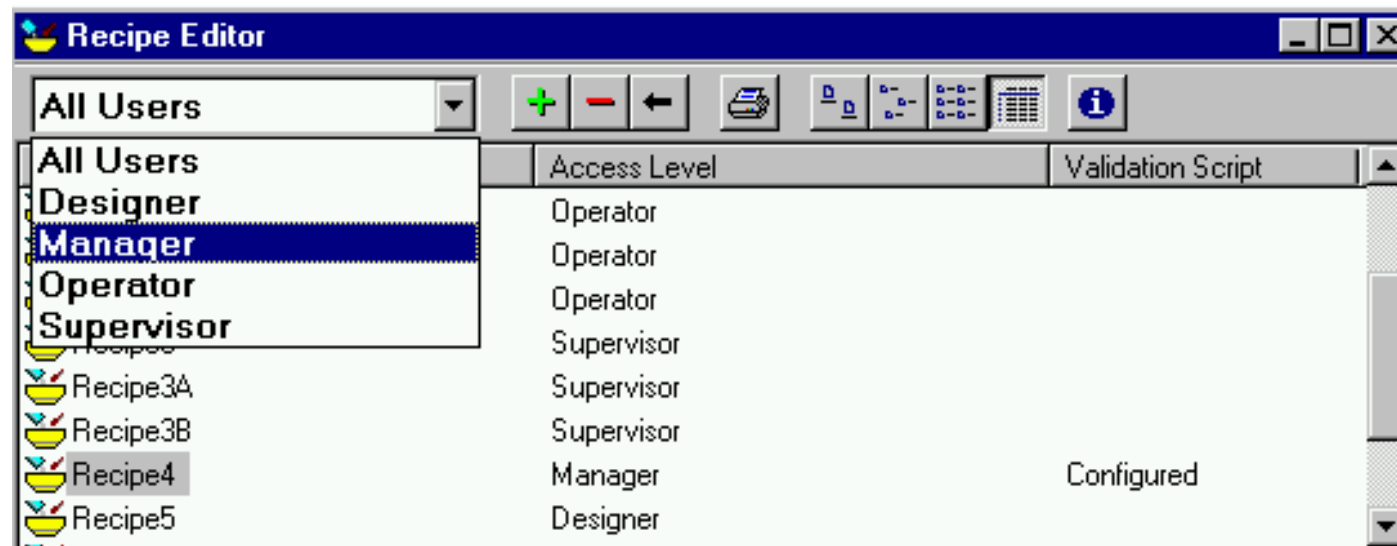 Recipe Editor
All Users
All Users
Access Level
Validation Script
Designer
Operator
Manager
Operator
Operator
Operator
Supervisor
Supervisor
Recipe3A
Supervisor
Recipe3B
Supervisor
Recipe4
Manager
Configured
Recipe5
Designer